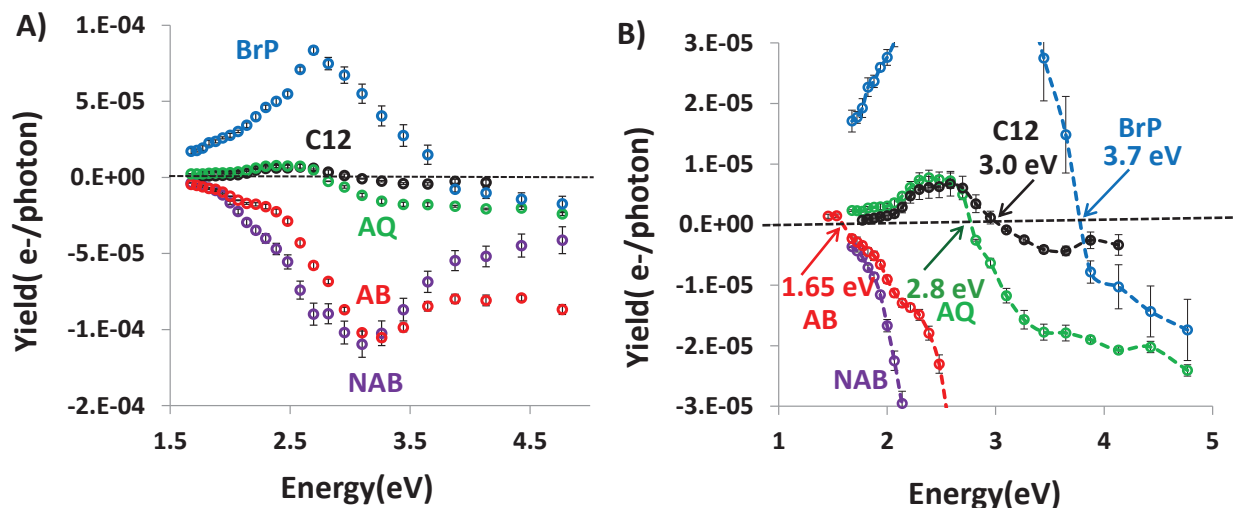 A)
1.E-04
5.E-05
0.E+00
-5.E-05
-1.E-04
-2.E-04
Yield( e-/photon)
BrP
C12
AQ
AB
NAB
1.5
2.5
3.5
4.5
Energy(eV)
B)
3.E-05
2.E-05
1.E-05
0.E+00
-1.E-05
-2.E-05
-3.E-05
Yield( e-/photon)
C12
3.0 eV
BrP
3.7 eV
1.65 eV
AB
2.8 eV
AQ
NAB
1
2
3
4
5
Energy(eV)